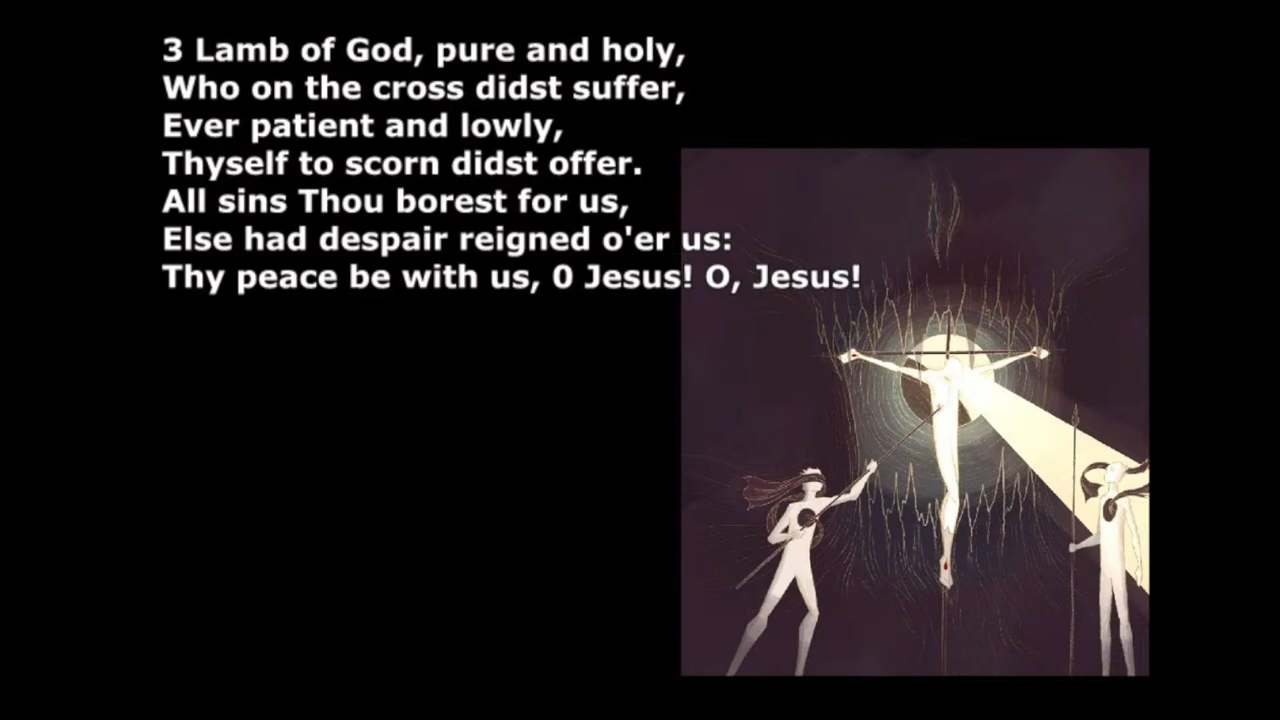 3 Lamb of God, pure and holy,
Who on the cross didst suffer,
Ever patient and lowly,
Thyself to scorn didst offer.
All sins Thou borest for us,
Else had despair reigned o'er us:
Thy peace be with us, 0 Jesus! O, Jesus!